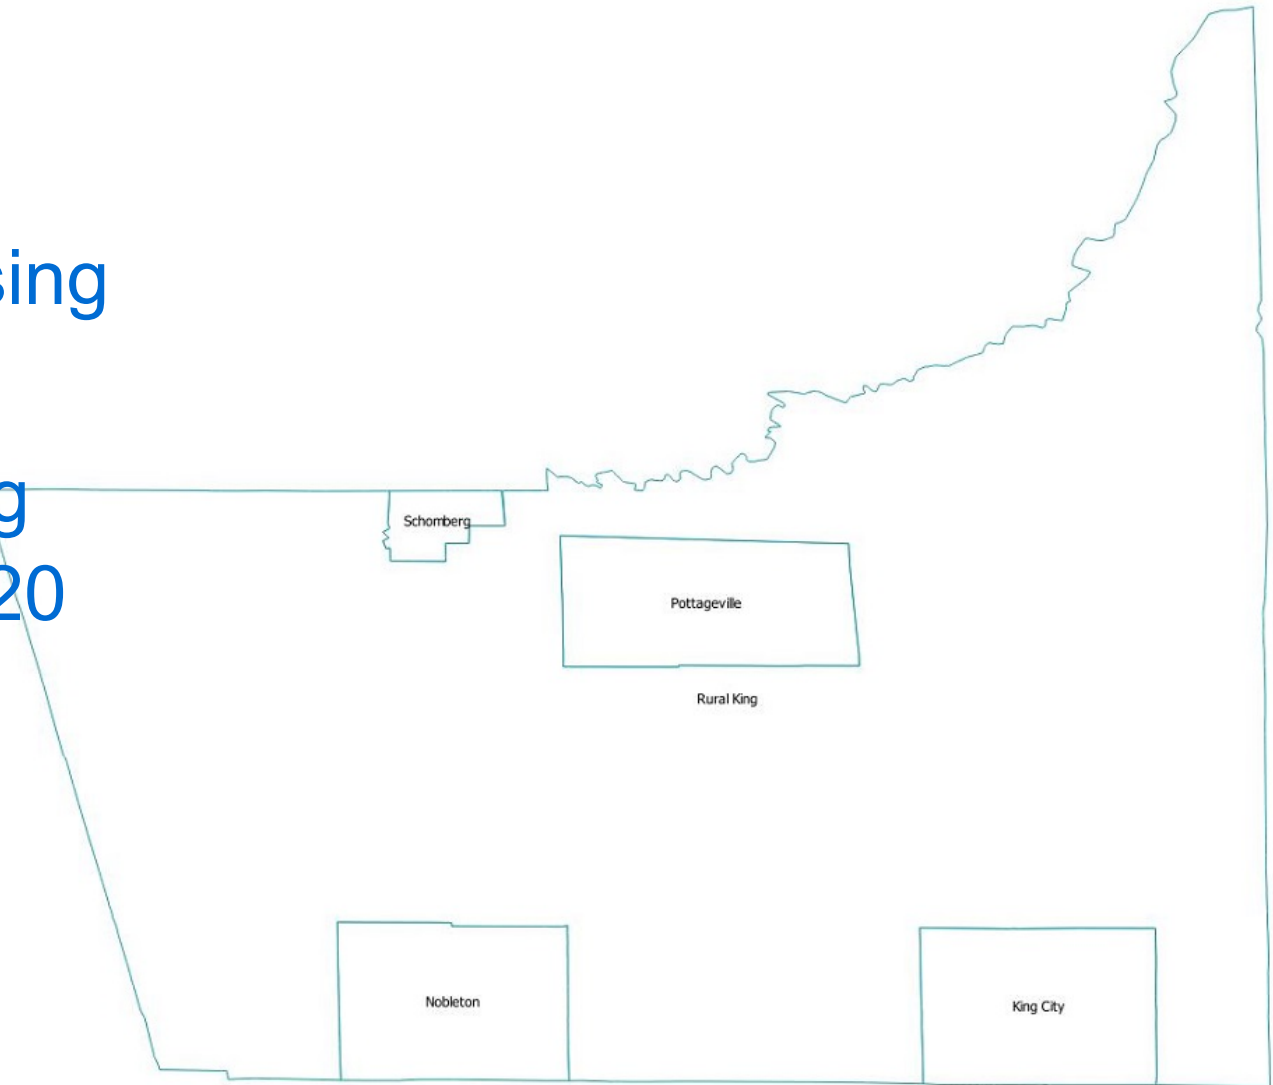 sing
g
20
Schomberg
Pottageville
Rural King
Nobleton
King City